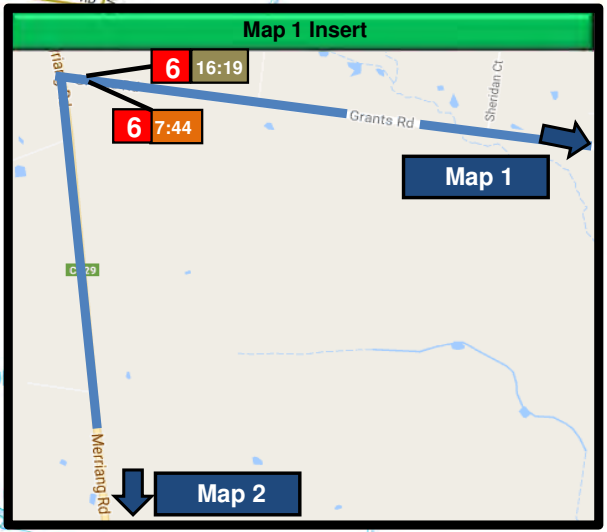 Map 1 Insert
6 16:19
6 7:44
Grants Rd
Sheridan Ct
Map 1
Merriang Rd
Map 2